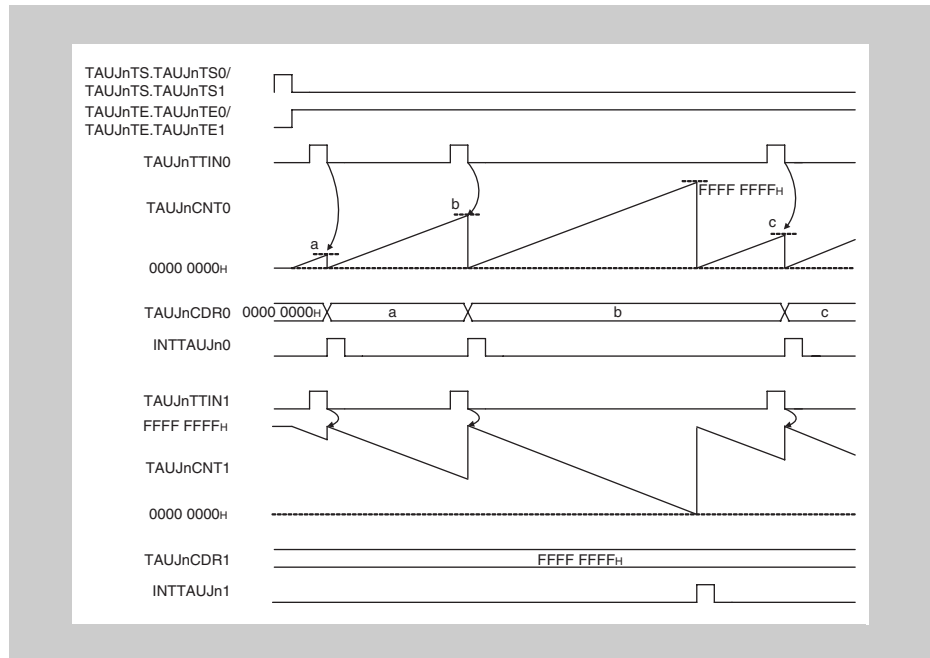 TAUJnTS.TAUJnTS0/
TAUJnTS.TAUJnTS1
TAUJnTE.TAUJnTE0/
TAUJnTE.TAUJnTE1
TAUJnTTIN0
FFFF FFFFH
TAUJnCNT0
b
c
a
0000 0000H
TAUJnCDR0 0000 0000H a b c
INTTAUJn0
TAUJnTTIN1
FFFF FFFFH
TAUJnCNT1
0000 0000H
TAUJnCDR1 FFFF FFFFH
INTTAUJn1